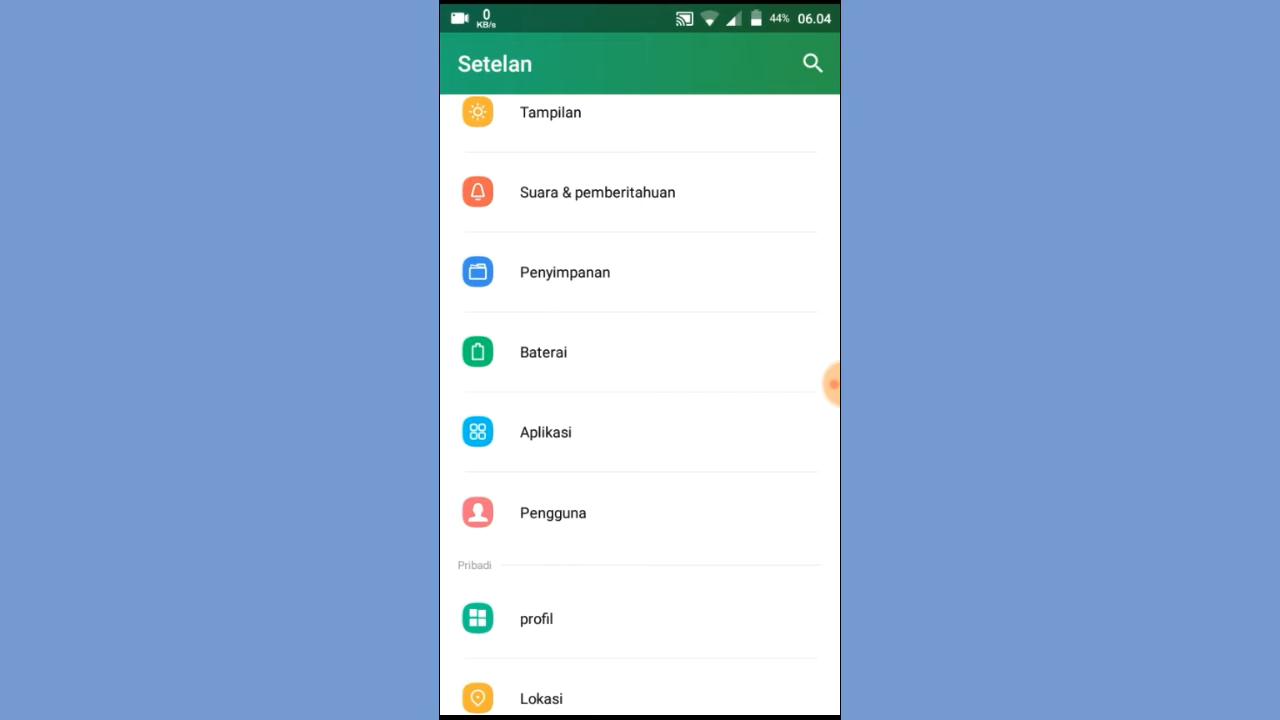 0
KB/s
44% 06.04
Setelan
Tampilan
Suara & pemberitahuan
Penyimpanan
Baterai
Aplikasi
Pengguna
Pribadi
profil
Lokasi